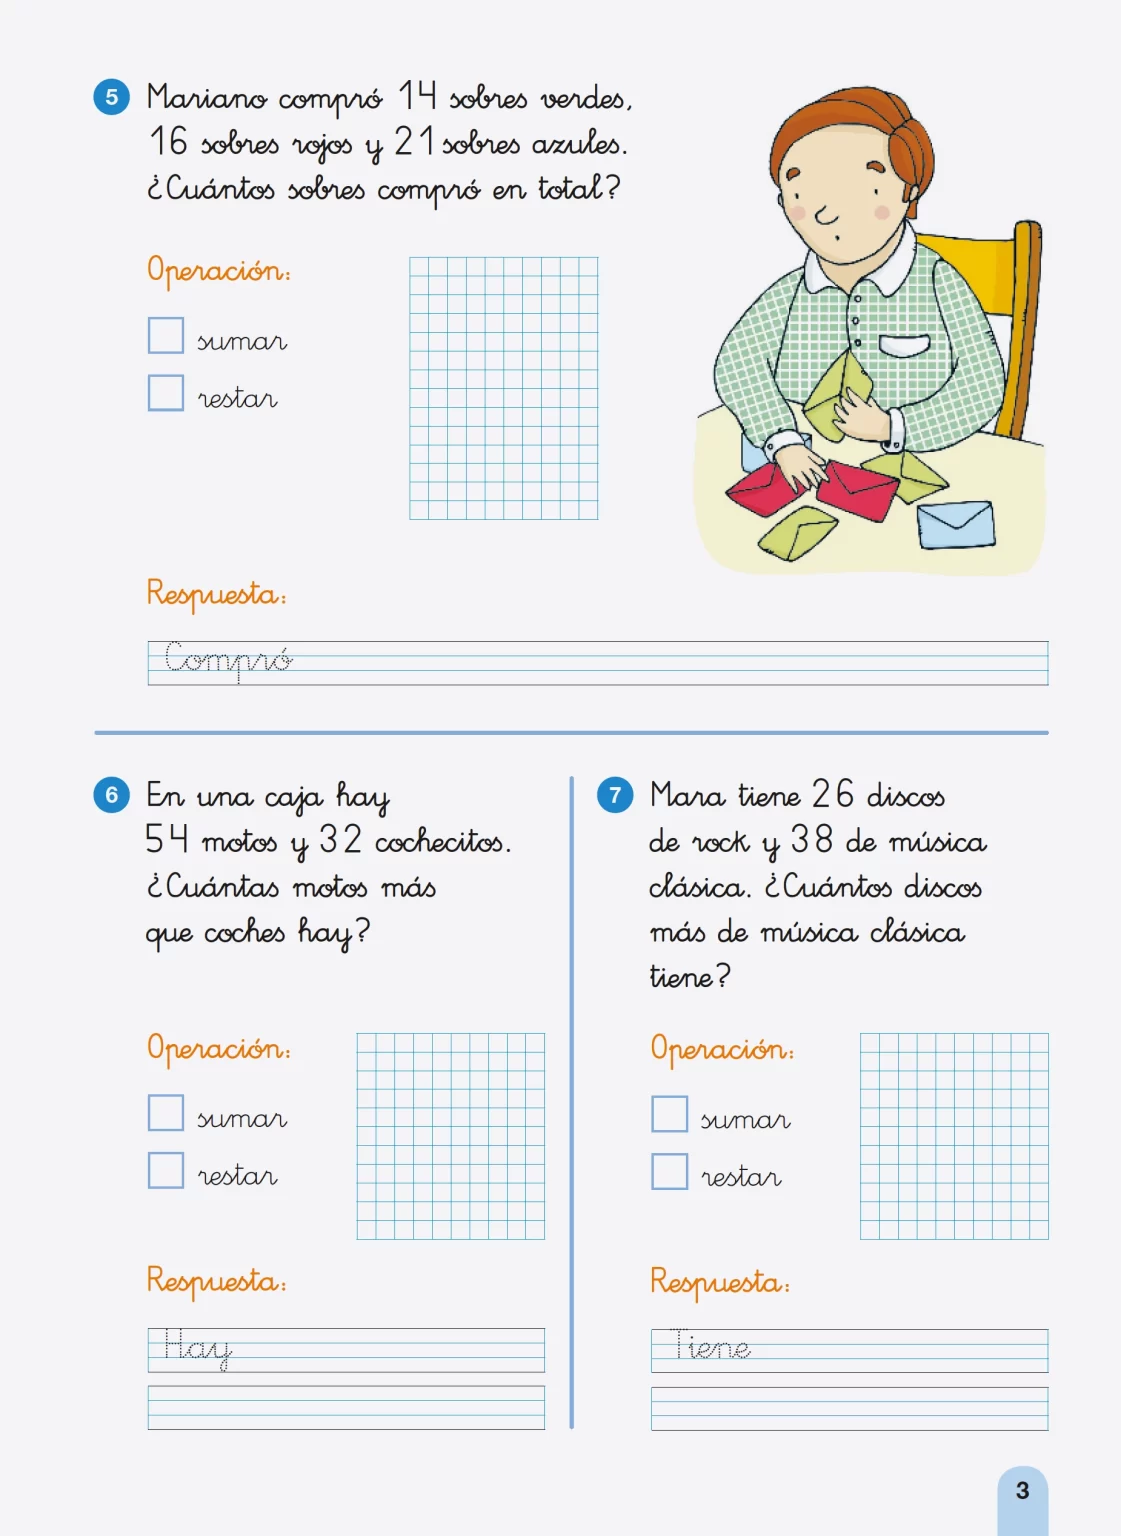 5 Mariano compró 14 sobres verdes,
16 sobres rojos y 21 sobres azules.
¿Cuántos sobres compró en total?
Operación:
sumar
restar
Respuesta:
Compró
6 En una caja hay
54 motos y 32 cochecitos.
¿Cuántas motos más
que coches hay?
Operación:
sumar
restar
Respuesta:
Hay
7 Mara tiene 26 discos
de rock y 38 de música
clásica. ¿Cuántos discos
más de música clásica
tiene?
Operación:
sumar
restar
Respuesta:
Tiene
3